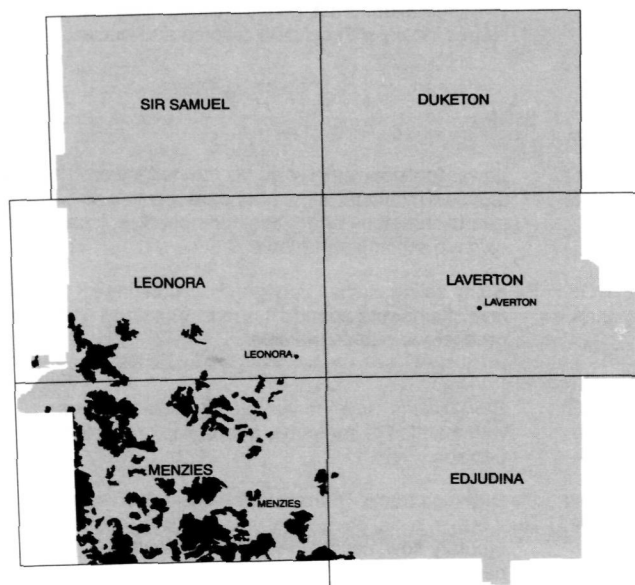 SIR SAMUEL
DUKETON
LEONORA
LAVERTON
LAVERTON
LEONORA
MENZIES
EDJUDINA
MENZIES